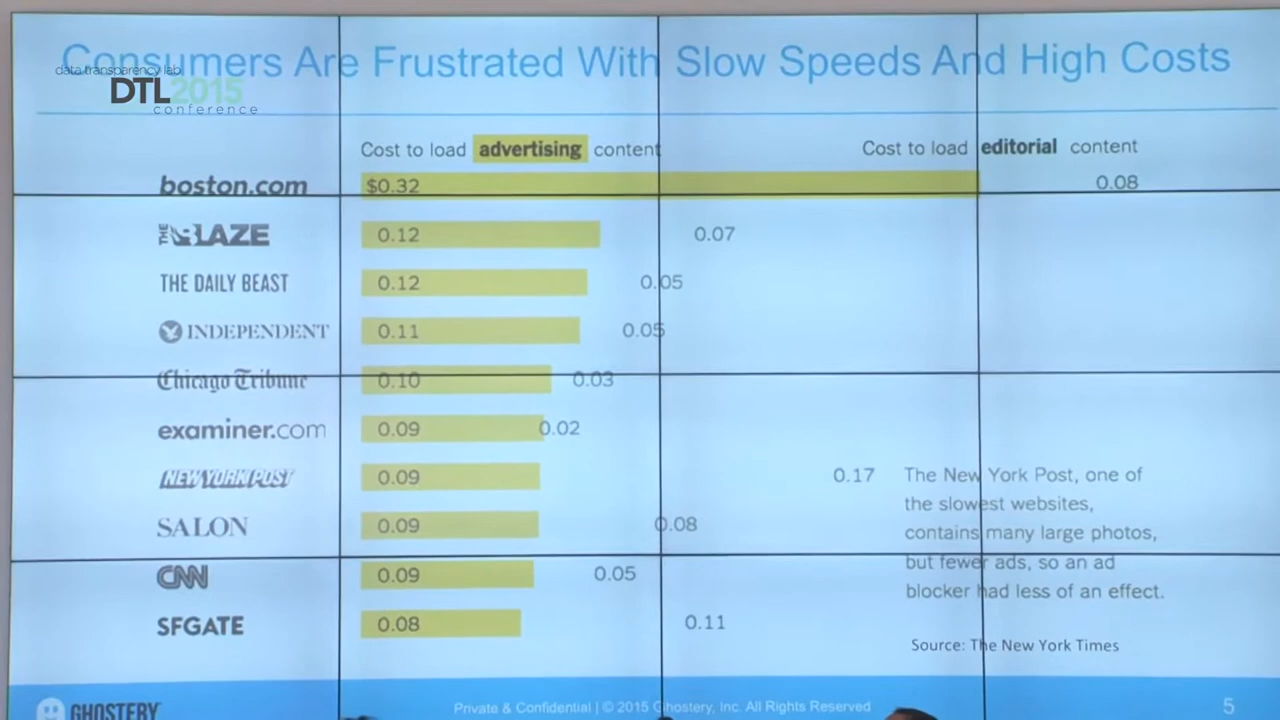 Consumers Are Frustrated With Slow Speeds And High Costs
data transparency lab
DTL2015
conference
Cost to load advertising content
Cost to load editorial content
boston.com $0.32 0.08
THE BLAZE 0.12 0.07
THE DAILY BEAST 0.12 0.05
INDEPENDENT 0.11 0.05
Chicago Tribune 0.10 0.03
examiner.com 0.09 0.02
NEW YORK POST 0.09 0.17
The New York Post, one of
the slowest websites,
contains many large photos,
but fewer ads, so an ad
blocker had less of an effect.
SALON 0.09 0.08
CNN 0.09 0.05
SFGATE 0.08 0.11
Source: The New York Times
GHOSTERY
Private & Confidential | © 2015 Ghostery, Inc. All Rights Reserved
5